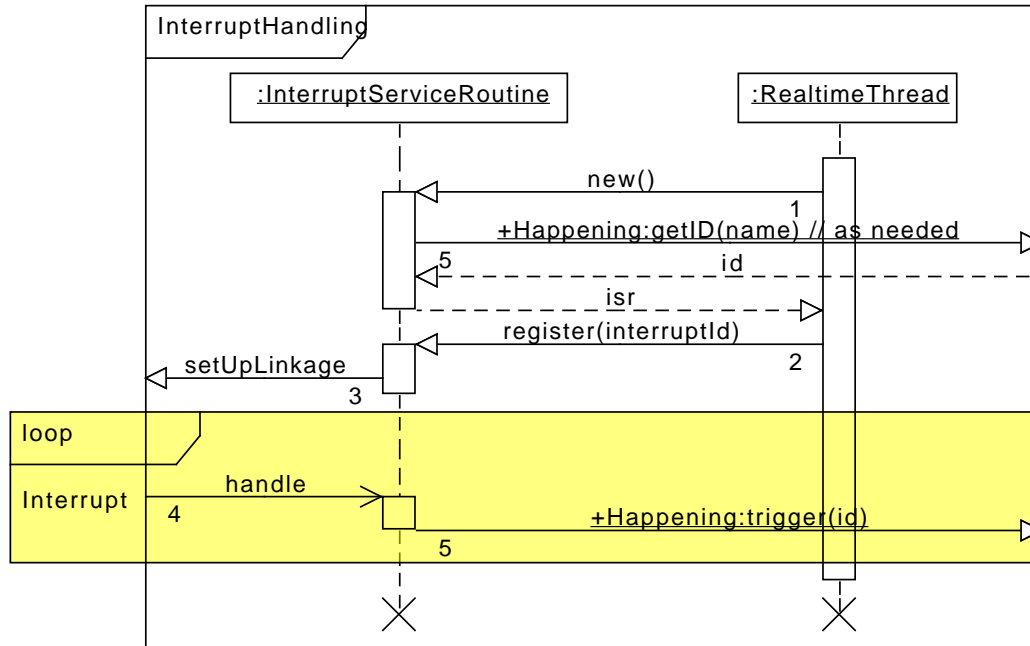 InterruptHandling
:InterruptServiceRoutine
:RealtimeThread
new()
1
+Happening:getID(name) // as needed
5
id
isr
register(interruptId)
2
setUpLinkage
3
loop
Interrupt
handle
4
+Happening:trigger(id)
5